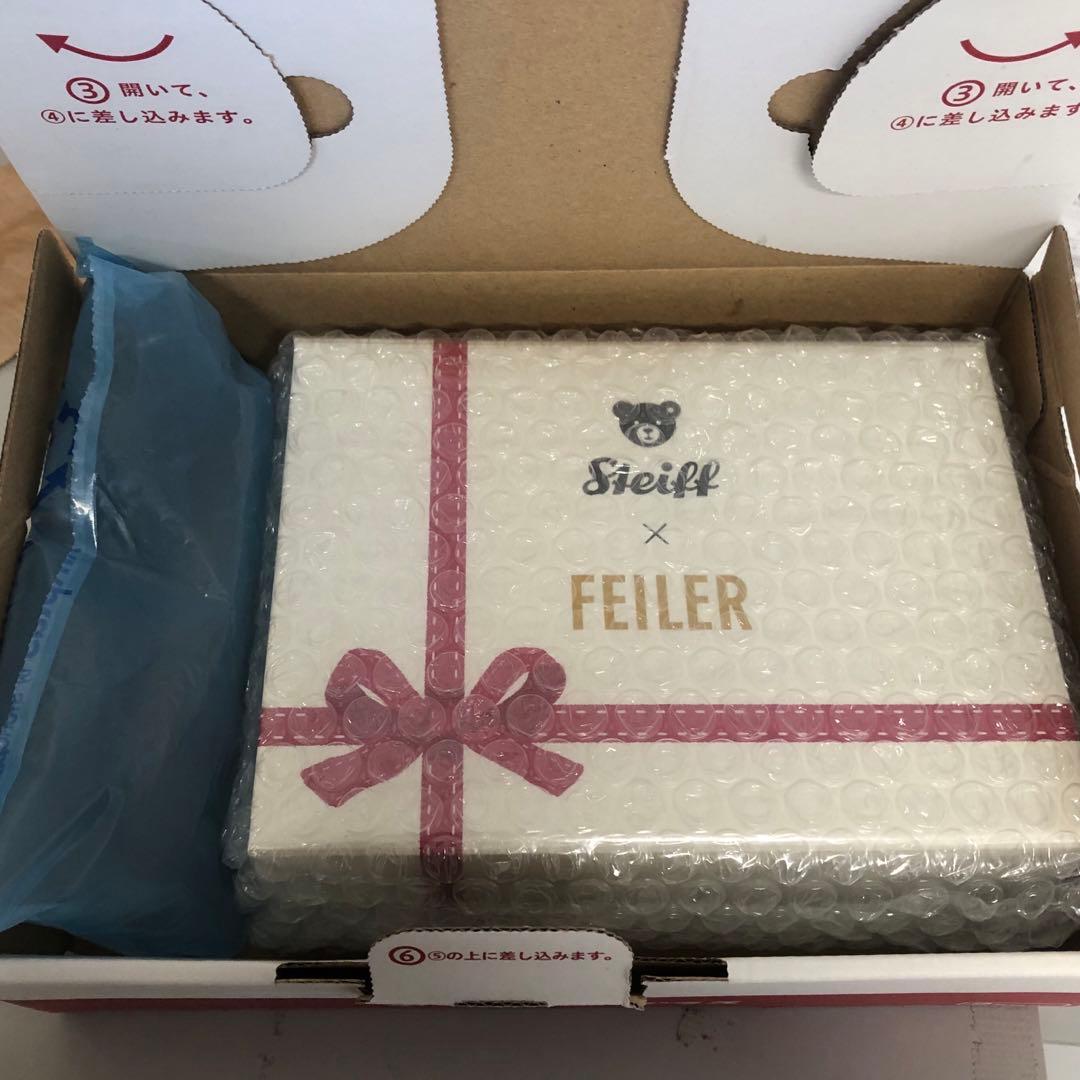 ③ 開いて、
④に差し込みます。
③ 開いて、
④に差し込みます
Steiff
×
FEILER
⑥⑤の上に差し込みます。